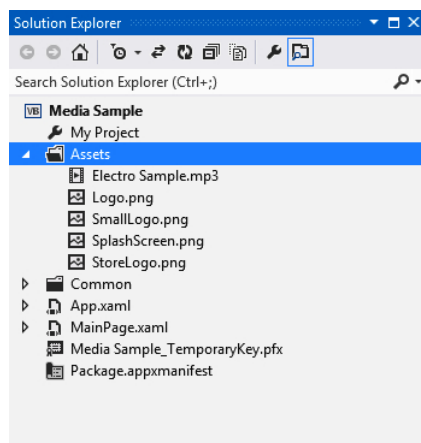 Solution Explorer
Search Solution Explorer (Ctrl+;)
VB Media Sample
My Project
Assets
Electro Sample.mp3
Logo.png
SmallLogo.png
SplashScreen.png
StoreLogo.png
Common
App.xaml
MainPage.xaml
Media Sample_TemporaryKey.pfx
Package.appxmanifest